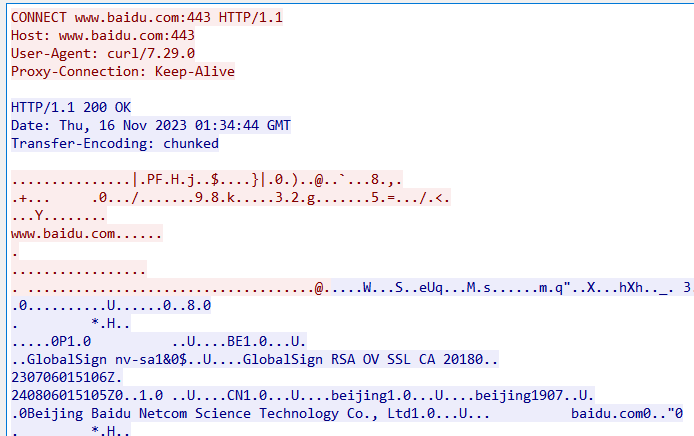 CONNECT www.baidu.com:443 HTTP/1.1
Host: www.baidu.com:443
User-Agent: curl/7.29.0
Proxy-Connection: Keep-Alive
HTTP/1.1 200 OK
Date: Thu, 16 Nov 2023 01:34:44 GMT
Transfer-Encoding: chunked
...............|.PF.H.j..$....}|.0.)..@..`...8.,.
.+... .0.../.......9.8.k.....3.2.g.......5.=.../.<.
...Y........
www.baidu.com......
.
.................
. ....................................@.....W...S..eUq...M.s......m.q"..X...hXh.._. 3.
.0..........U......0..8.0
. *.H..
.....0P1.0 ..U....BE1.0...U.
..GlobalSign nv-sa1&0$..U....GlobalSign RSA OV SSL CA 20180..
230706015106Z.
240806015105Z0..1.0 ..U....CN1.0...U....beijing1.0...U....beijing1907..U.
.0Beijing Baidu Netcom Science Technology Co., Ltd1.0...U... baidu.com0.."0
. *.H..